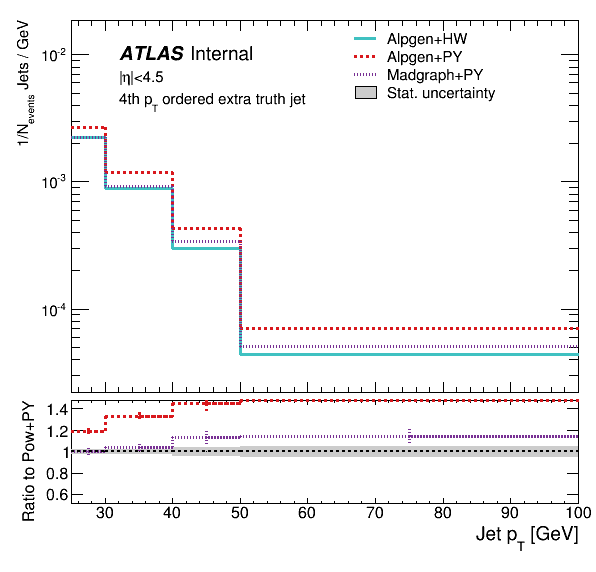 ATLAS Internal
|η|<4.5
4th p_T ordered extra truth jet
Alpgen+HW
Alpgen+PY
Madgraph+PY
Stat. uncertainty
1/N_events Jets / GeV
10^-2
10^-3
10^-4
Ratio to Pow+PY
1.4
1.2
1
0.8
0.6
30 40 50 60 70 80 90 100
Jet p_T [GeV]